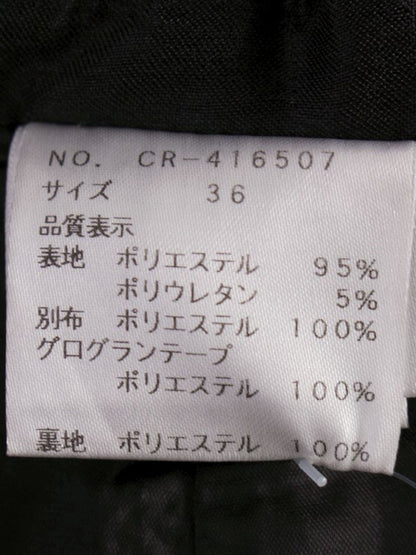 NO. CR-416507
サイズ 36
品質表示
表地 ポリエステル 95%
ポリウレタン 5%
別布 ポリエステル 100%
グログランテープ
ポリエステル 100%
裏地 ポリエステル 100%